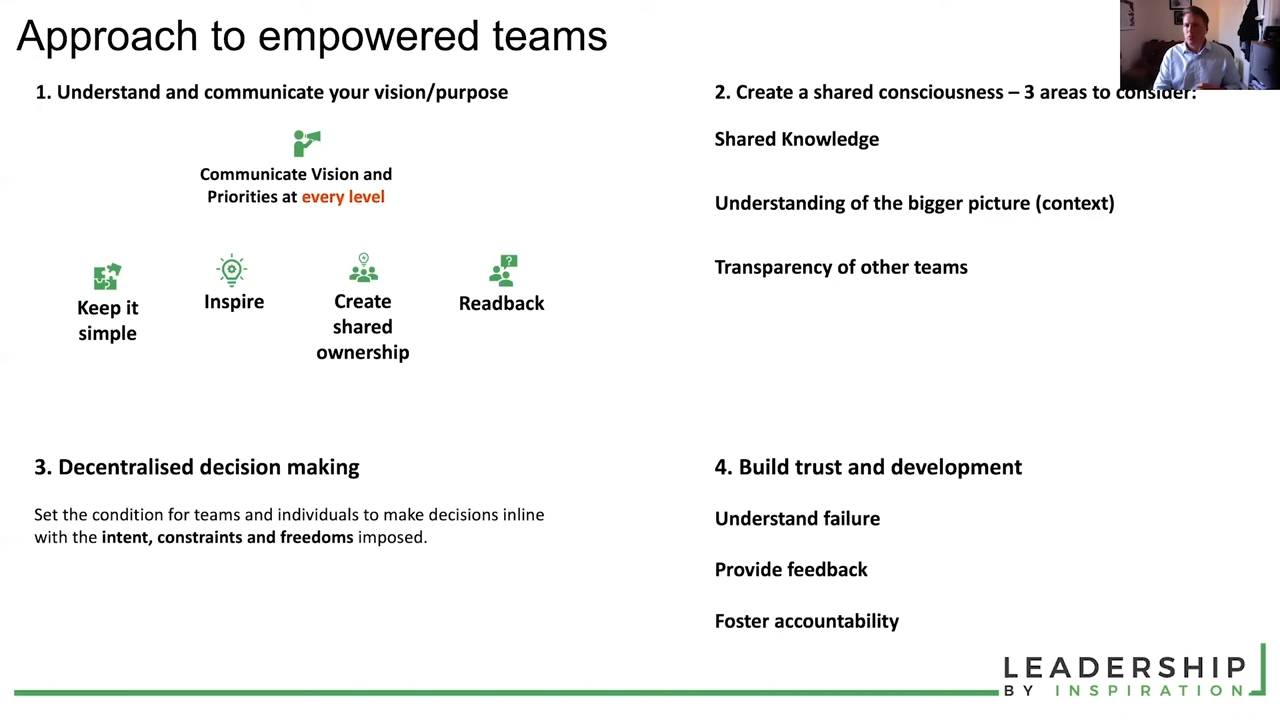 Approach to empowered teams
1. Understand and communicate your vision/purpose
Communicate Vision and
Priorities at every level
Keep it
simple
Inspire
Create
shared
ownership
Readback
2. Create a shared consciousness – 3 areas to consider:
Shared Knowledge
Understanding of the bigger picture (context)
Transparency of other teams
3. Decentralised decision making
Set the condition for teams and individuals to make decisions inline
with the intent, constraints and freedoms imposed.
4. Build trust and development
Understand failure
Provide feedback
Foster accountability
LEADERSHIP
BY INSPIRATION